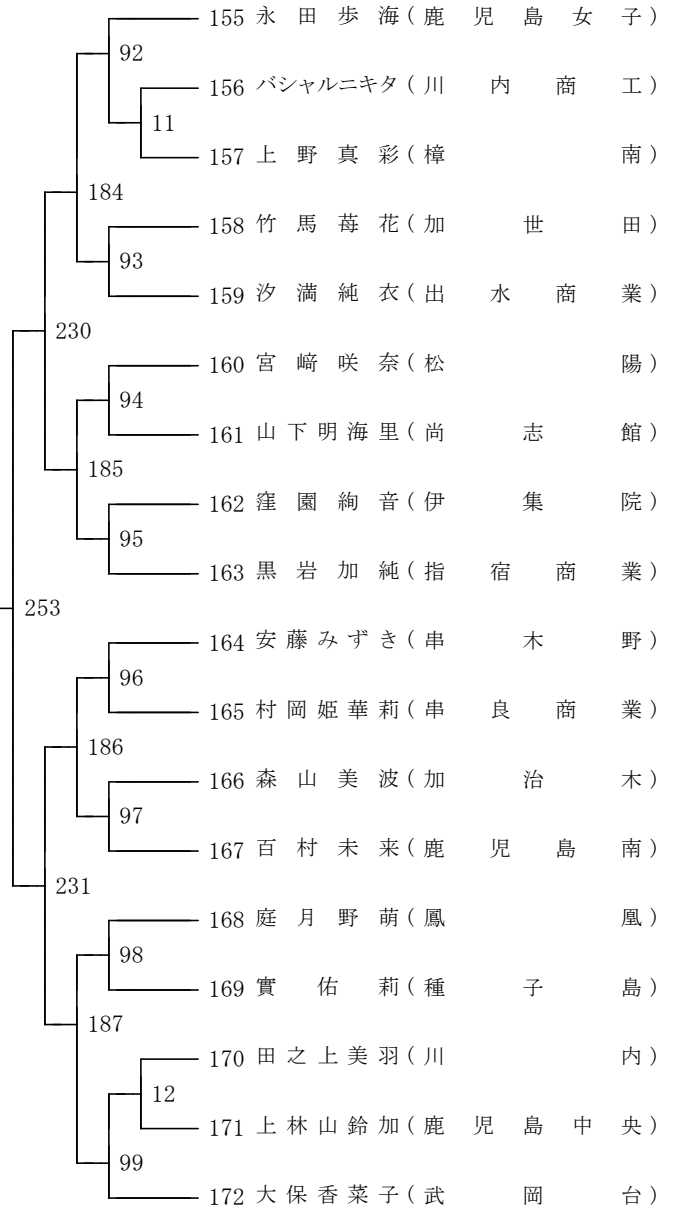 155 永田歩海(鹿児島女子)
92
156 バシャルニキタ(川内商工)
11
157 上野真彩(樟南)
184
158 竹馬苺花(加世田)
93
159 汐満純衣(出水商業)
230
160 宮﨑咲奈(松陽)
94
161 山下明海里(尚志館)
185
162 窪園絢音(伊集院)
95
163 黒岩加純(指宿商業)
253
164 安藤みずき(串木野)
96
165 村岡姫華莉(串良商業)
186
166 森山美波(加治木)
97
167 百村未来(鹿児島南)
231
168 庭月野萌(鳳凰)
98
169 實佑莉(種子島)
187
170 田之上美羽(川内)
12
171 上林山鈴加(鹿児島中央)
99
172 大保香菜子(武岡台)